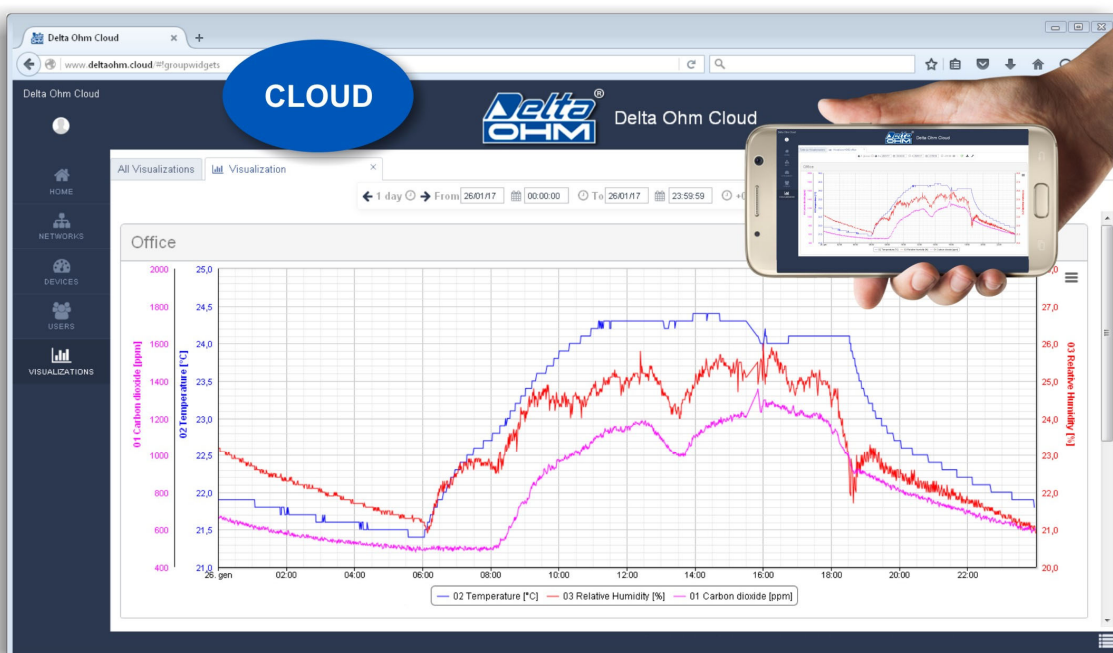 Delta Ohm Cloud
www.deltaohm.cloud/#!groupwidgets
Delta Ohm Cloud
CLOUD
Delta ®
OHM
Delta Ohm Cloud
HOME
NETWORKS
DEVICES
USERS
VISUALIZATIONS
All Visualizations
Visualization
1 day
From 26/01/17 00:00:00
To 26/01/17 23:59:59
Office
2000
1800
1600
1400
1200
1000
800
600
400
01 Carbon dioxide [ppm]
25,0
24,5
24,0
23,5
23,0
22,5
22,0
21,5
21,0
02 Temperature [°C]
27,0
26,0
25,0
24,0
23,0
22,0
21,0
20,0
03 Relative Humidity [%]
26. gen 02:00 04:00 06:00 08:00 10:00 12:00 14:00 16:00 18:00 20:00 22:00
02 Temperature [°C] 03 Relative Humidity [%] 01 Carbon dioxide [ppm]
Delta
OHM
Delta Ohm Cloud
Office